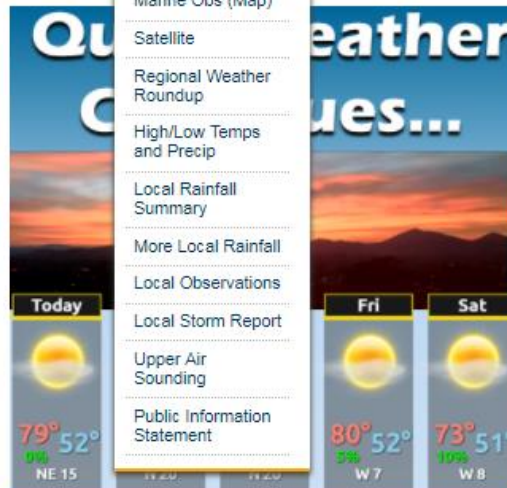 Marine Obs (Map)
Qu eather
C ues...
Satellite
Regional Weather
Roundup
High/Low Temps
and Precip
Local Rainfall
Summary
More Local Rainfall
Local Observations
Local Storm Report
Upper Air
Sounding
Public Information
Statement
Today
Fri
Sat
79° 52°
0%
NE 15
N 20
N 20
80° 52°
5%
W 7
73° 51°
10%
W 8